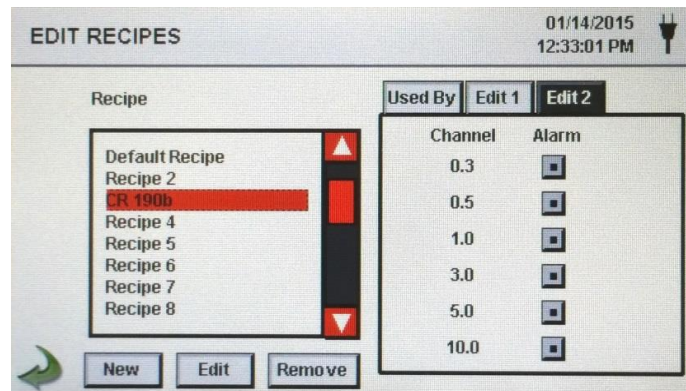 EDIT RECIPES
01/14/2015
12:33:01 PM
Recipe
Default Recipe
Recipe 2
CR 190b
Recipe 4
Recipe 5
Recipe 6
Recipe 7
Recipe 8
New Edit Remove
Used By Edit 1 Edit 2
Channel Alarm
0.3
0.5
1.0
3.0
5.0
10.0